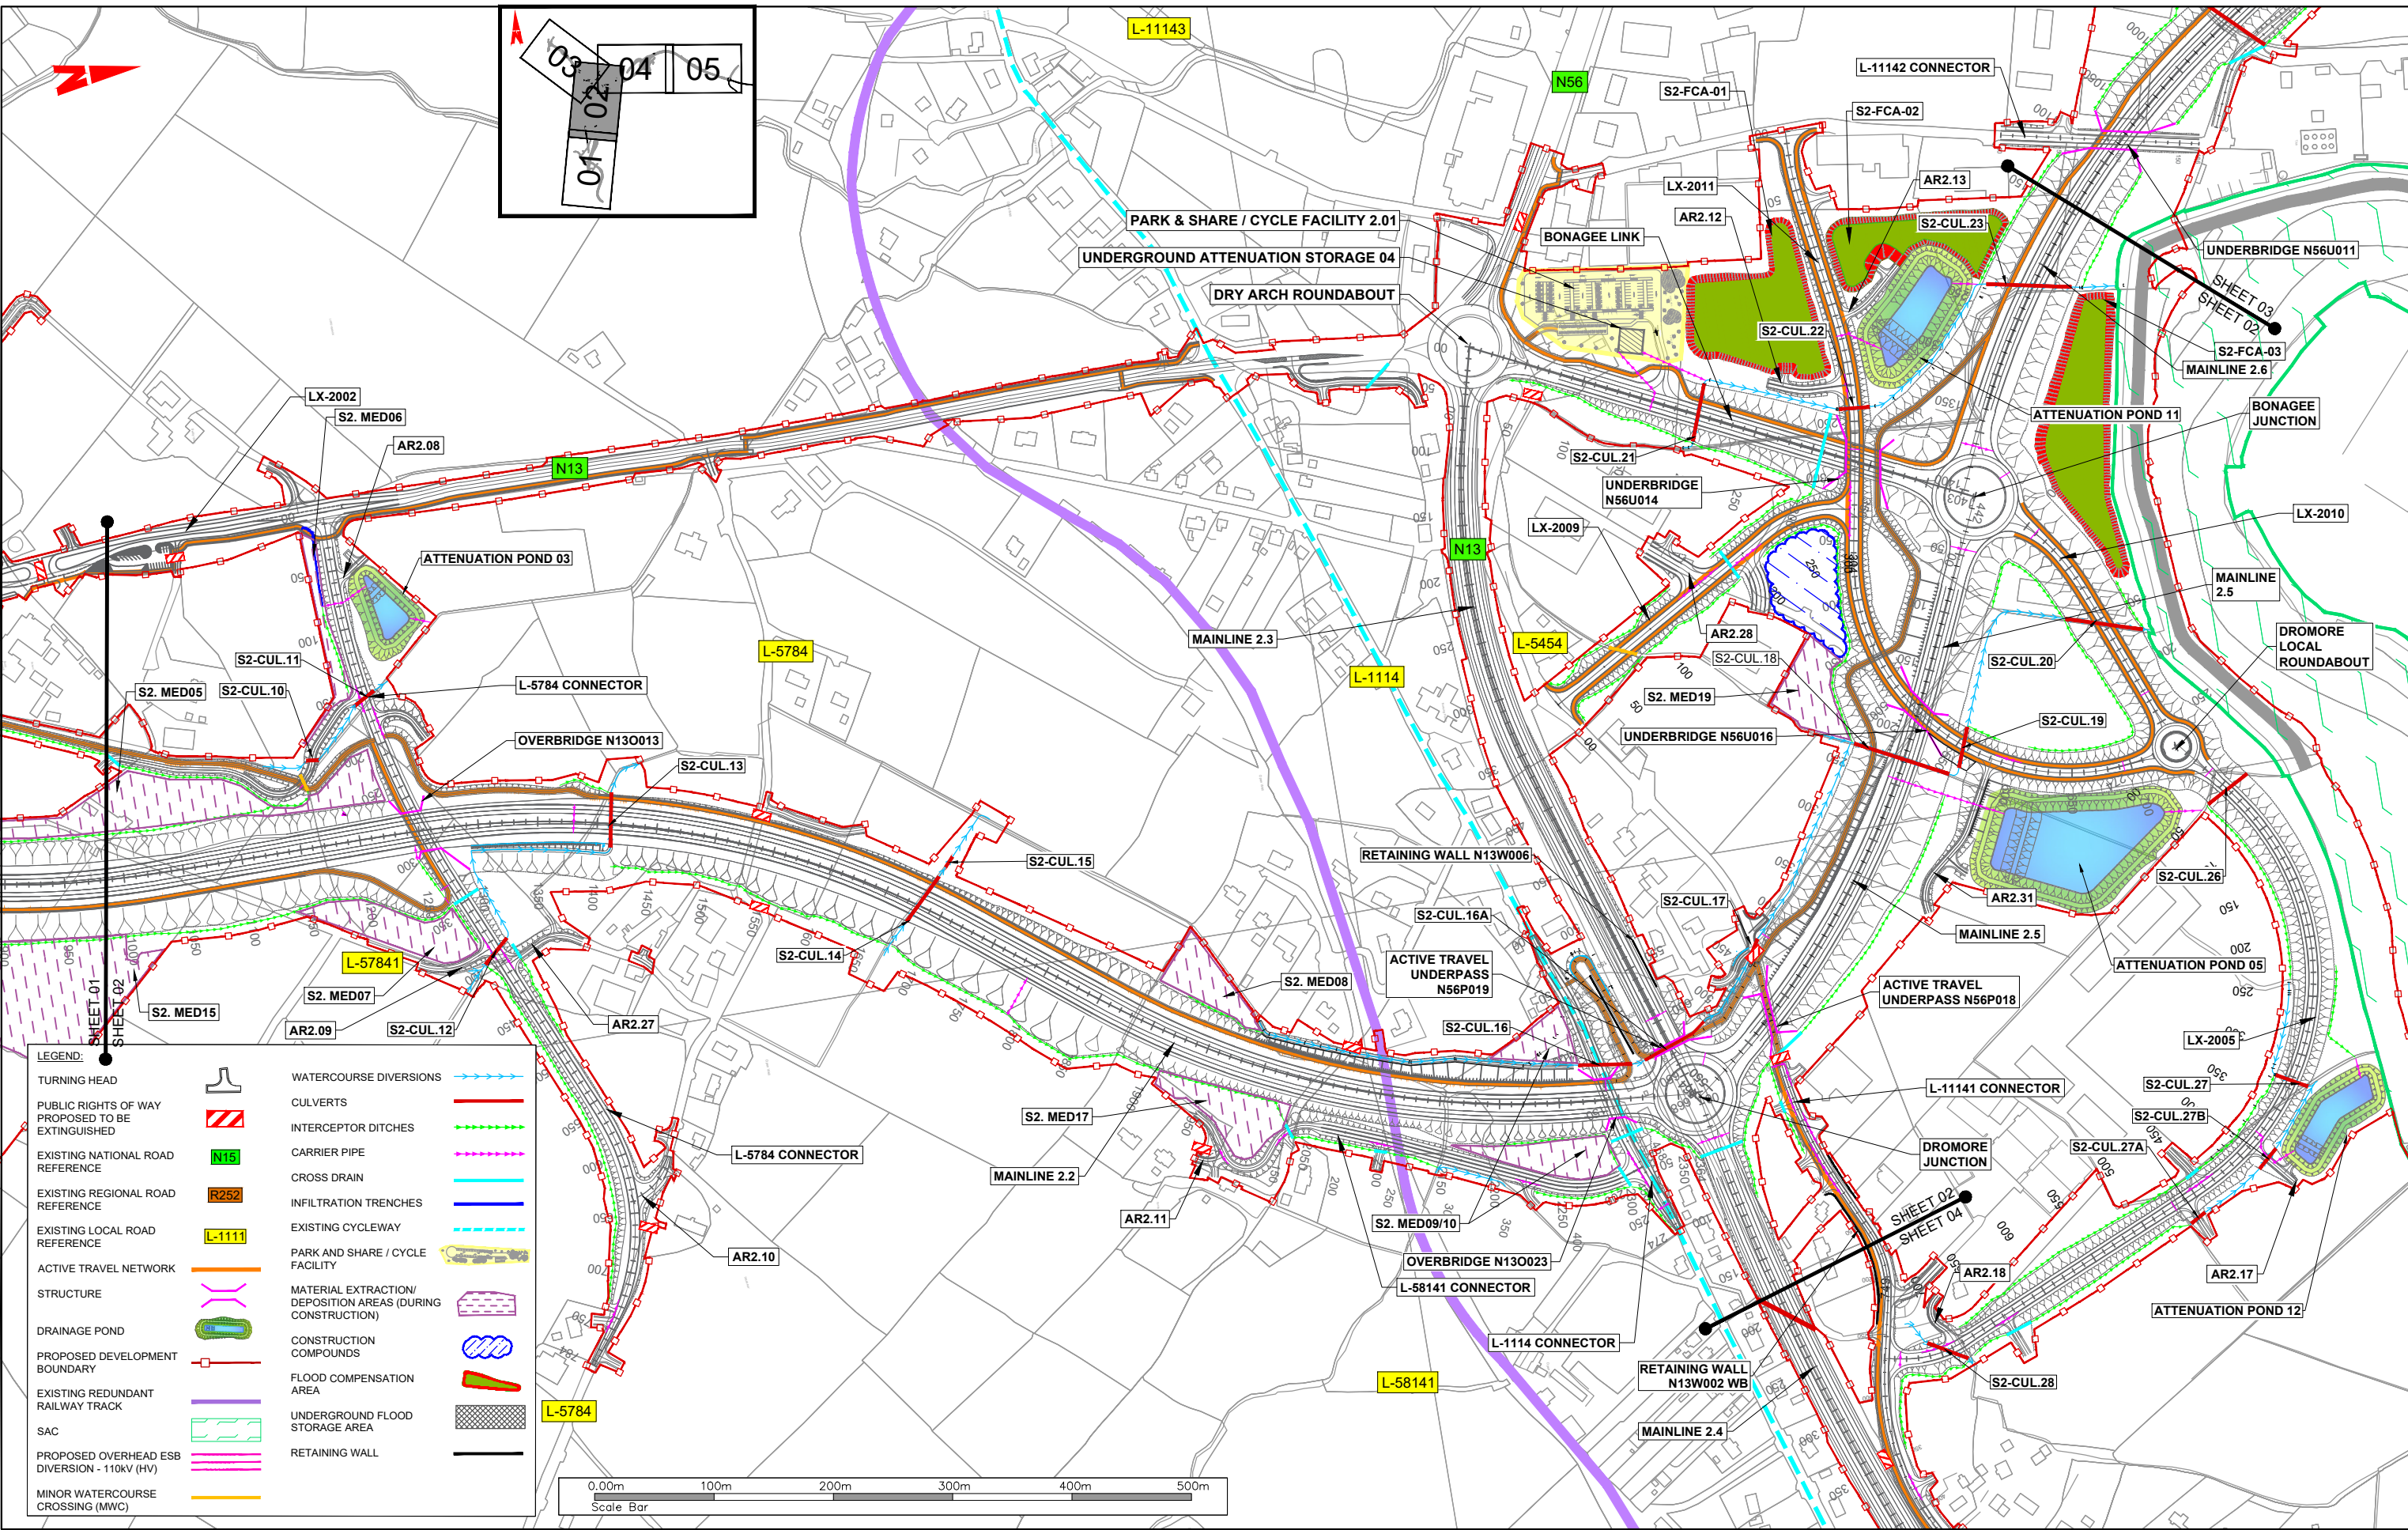 L-11143
N56
03
04
05
02
01
L-11142 CONNECTOR
S2-FCA-01
S2-FCA-02
LX-2011
AR2.13
AR2.12
S2-CUL.23
PARK & SHARE / CYCLE FACILITY 2.01
BONAGEE LINK
UNDERGROUND ATTENUATION STORAGE 04
UNDERBRIDGE N56U011
DRY ARCH ROUNDABOUT
SHEET 03
SHEET 02
S2-CUL.22
S2-FCA-03
MAINLINE 2.6
LX-2002
S2. MED06
AR2.08
ATTENUATION POND 11
BONAGEE
JUNCTION
N13
S2-CUL.21
UNDERBRIDGE
N56U014
LX-2009
LX-2010
N13
ATTENUATION POND 03
MAINLINE
2.5
MAINLINE 2.3
L-5454
AR2.28
L-5784
S2-CUL.18
S2-CUL.11
S2-CUL.20
DROMORE
LOCAL
ROUNDABOUT
L-1114
S2. MED05
S2-CUL.10
L-5784 CONNECTOR
S2. MED19
S2-CUL.19
OVERBRIDGE N13O013
UNDERBRIDGE N56U016
S2-CUL.13
RETAINING WALL N13W006
S2-CUL.15
S2-CUL.26
S2-CUL.17
AR2.31
S2-CUL.16A
MAINLINE 2.5
S2-CUL.14
L-57841
ACTIVE TRAVEL
UNDERPASS
N56P019
ATTENUATION POND 05
S2. MED07
S2. MED08
ACTIVE TRAVEL
UNDERPASS N56P018
S2. MED15
SHEET 01
SHEET 02
AR2.09
S2-CUL.12
AR2.27
S2-CUL.16
LX-2005
S2-CUL.27
L-11141 CONNECTOR
S2. MED17
S2-CUL.27B
S2-CUL.27A
L-5784 CONNECTOR
DROMORE
JUNCTION
MAINLINE 2.2
AR2.11
S2. MED09/10
SHEET 02
SHEET 04
AR2.10
OVERBRIDGE N13O023
AR2.18
AR2.17
L-58141 CONNECTOR
ATTENUATION POND 12
L-1114 CONNECTOR
RETAINING WALL
N13W002 WB
S2-CUL.28
L-58141
L-5784
MAINLINE 2.4
LEGEND:
TURNING HEAD
PUBLIC RIGHTS OF WAY
PROPOSED TO BE
EXTINGUISHED
EXISTING NATIONAL ROAD
REFERENCE
N15
EXISTING REGIONAL ROAD
REFERENCE
R252
EXISTING LOCAL ROAD
REFERENCE
L-1111
ACTIVE TRAVEL NETWORK
STRUCTURE
DRAINAGE POND
PROPOSED DEVELOPMENT
BOUNDARY
EXISTING REDUNDANT
RAILWAY TRACK
SAC
PROPOSED OVERHEAD ESB
DIVERSION - 110kV (HV)
MINOR WATERCOURSE
CROSSING (MWC)
WATERCOURSE DIVERSIONS
CULVERTS
INTERCEPTOR DITCHES
CARRIER PIPE
CROSS DRAIN
INFILTRATION TRENCHES
EXISTING CYCLEWAY
PARK AND SHARE / CYCLE
FACILITY
MATERIAL EXTRACTION/
DEPOSITION AREAS (DURING
CONSTRUCTION)
CONSTRUCTION
COMPOUNDS
FLOOD COMPENSATION
AREA
UNDERGROUND FLOOD
STORAGE AREA
RETAINING WALL
0.00m 100m 200m 300m 400m 500m
Scale Bar